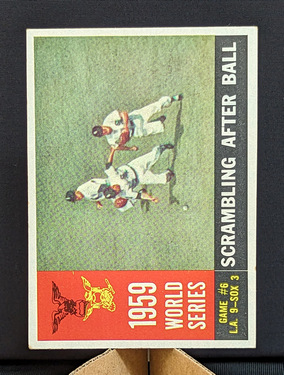 1959
WORLD
SERIES
GAME #6
L.A. 9-SOX 3
SCRAMBLING AFTER BALL